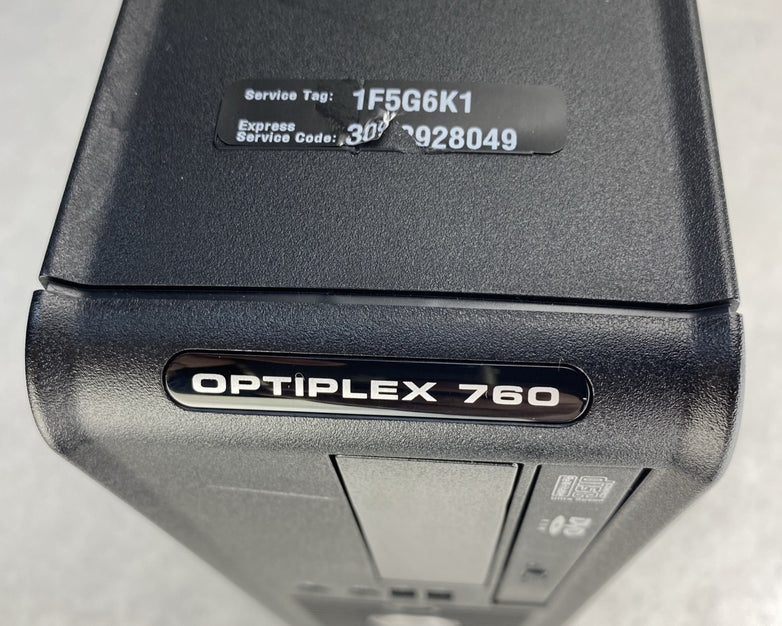 Service Tag: 1F5G6K1
Express
Service Code:
OPTIPLEX 760